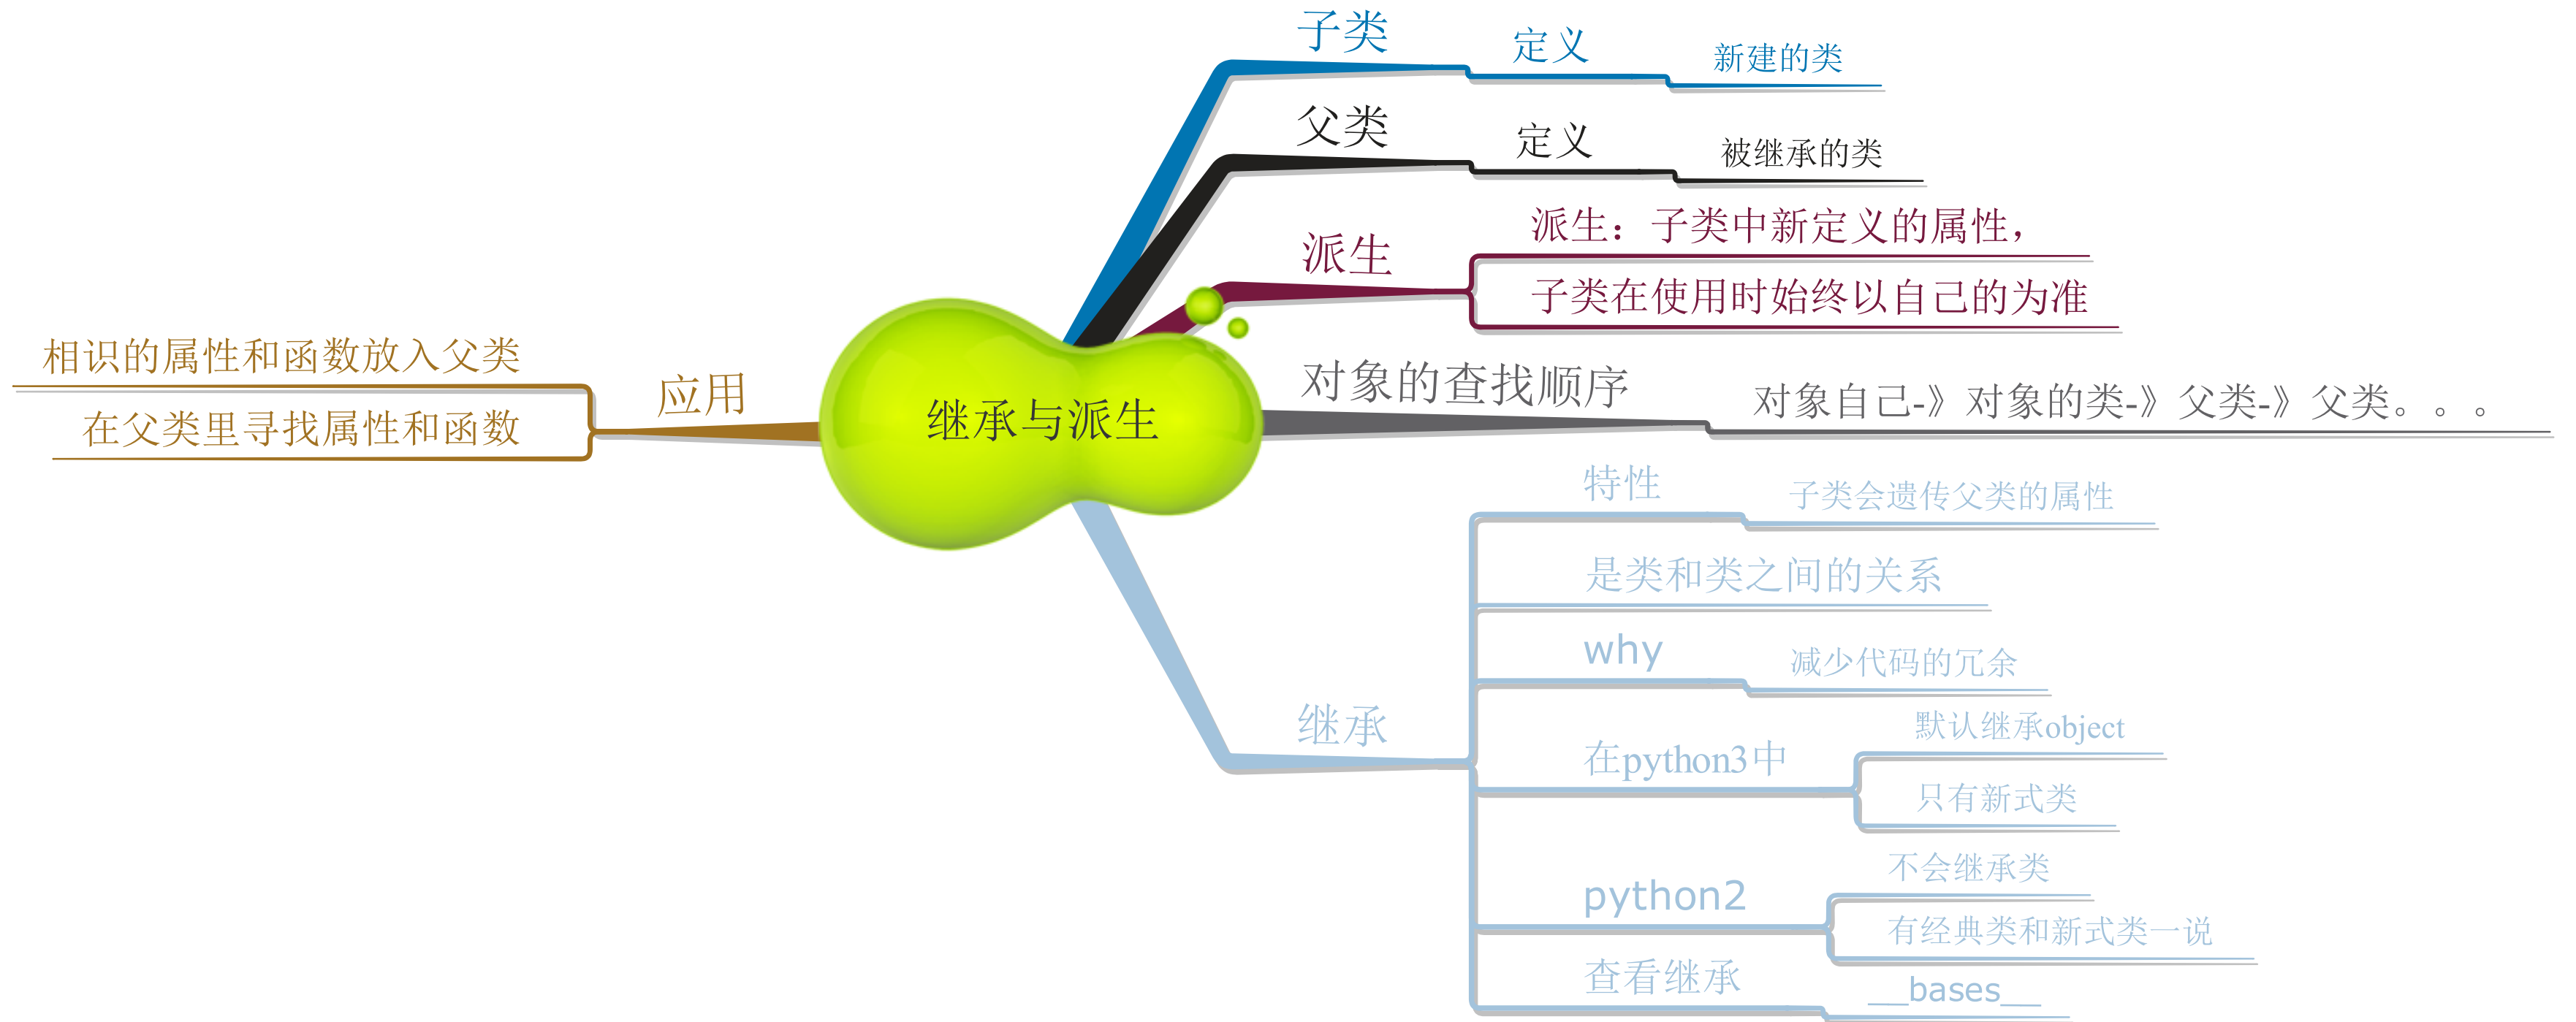 子类
定义
新建的类
父类
定义
被继承的类
派生
派生：子类中新定义的属性，
子类在使用时始终以自己的为准
对象的查找顺序
对象自己-》对象的类-》父类-》父类。。。
继承与派生
应用
相识的属性和函数放入父类
在父类里寻找属性和函数
继承
特性
子类会遗传父类的属性
是类和类之间的关系
why
减少代码的冗余
在python3中
默认继承object
只有新式类
python2
不会继承类
有经典类和新式类一说
查看继承
__bases__